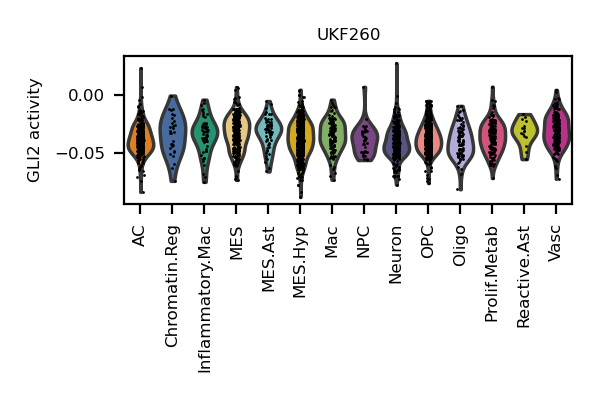 UKF260
GLI2 activity
0.00
−0.05
AC
Chromatin.Reg
Inflammatory.Mac
MES
MES.Ast
MES.Hyp
Mac
NPC
Neuron
OPC
Oligo
Prolif.Metab
Reactive.Ast
Vasc